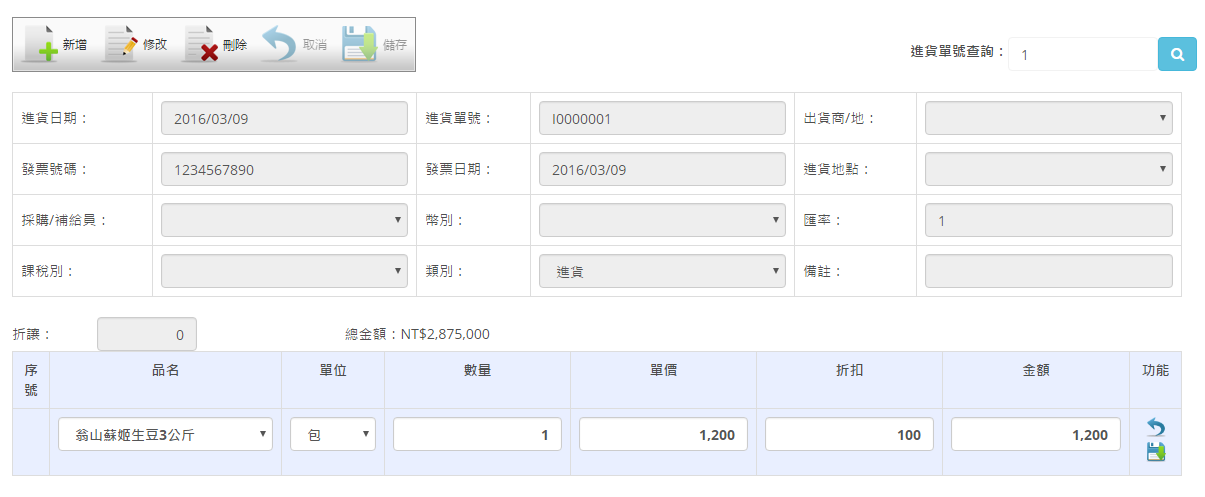 新增 修改 刪除 取消 儲存
進貨單號查詢： 1
進貨日期： 2016/03/09 進貨單號： I0000001 出貨商/地：
發票號碼： 1234567890 發票日期： 2016/03/09 進貨地點：
採購/補給員： 幣別： 匯率： 1
課稅別： 類別： 進貨 備註：
折讓： 0 總金額：NT$2,875,000
序號 品名 單位 數量 單價 折扣 金額 功能
翁山蘇姬生豆3公斤 包 1 1,200 100 1,200